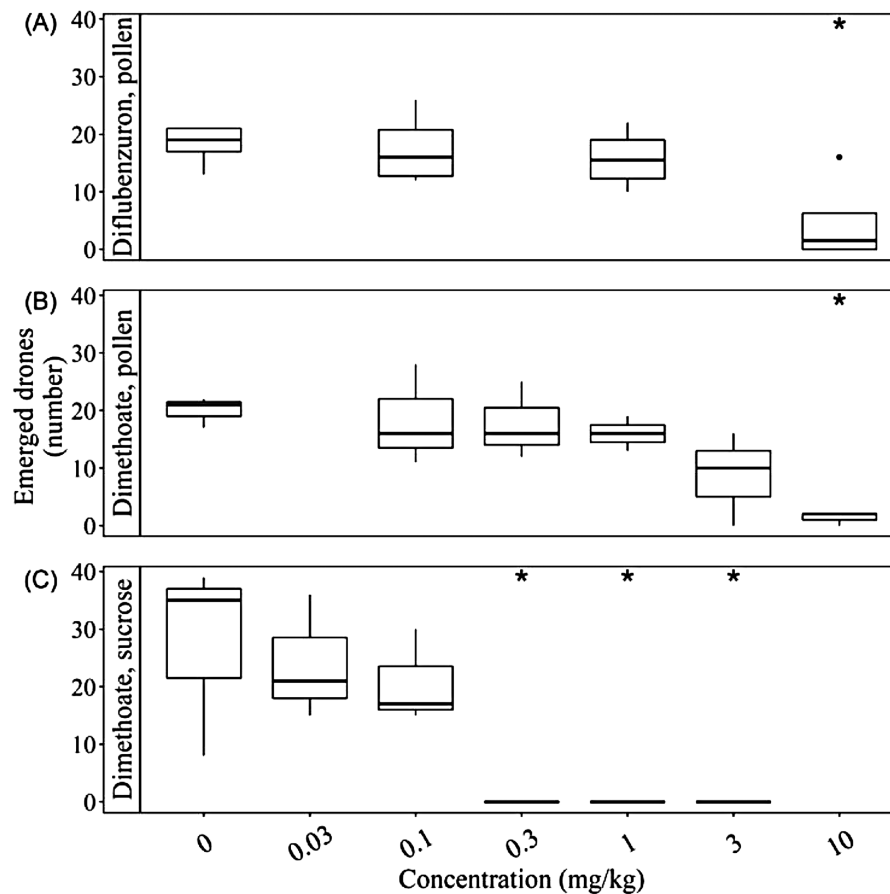 (A)
Diflubenzuron, pollen
40
30
20
10
0
*
(B)
Emerged drones
(number)
Dimethoate, pollen
40
30
20
10
0
*
(C)
Dimethoate, sucrose
40
30
20
10
0
* * *
0 0.03 0.1 0.3 1 3 10
Concentration (mg/kg)